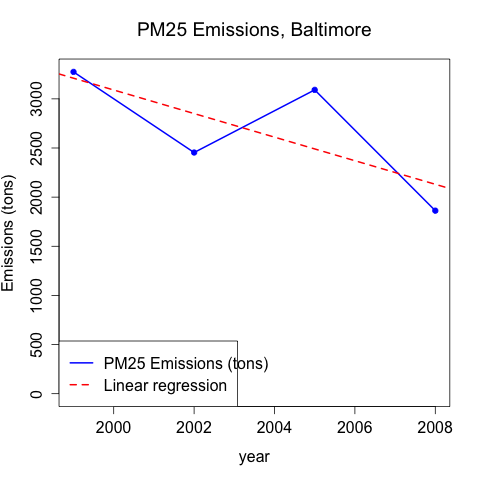 PM25 Emissions, Baltimore
Emissions (tons)
3000
2500
2000
1500
1000
500
0
PM25 Emissions (tons)
Linear regression
2000 2002 2004 2006 2008
year